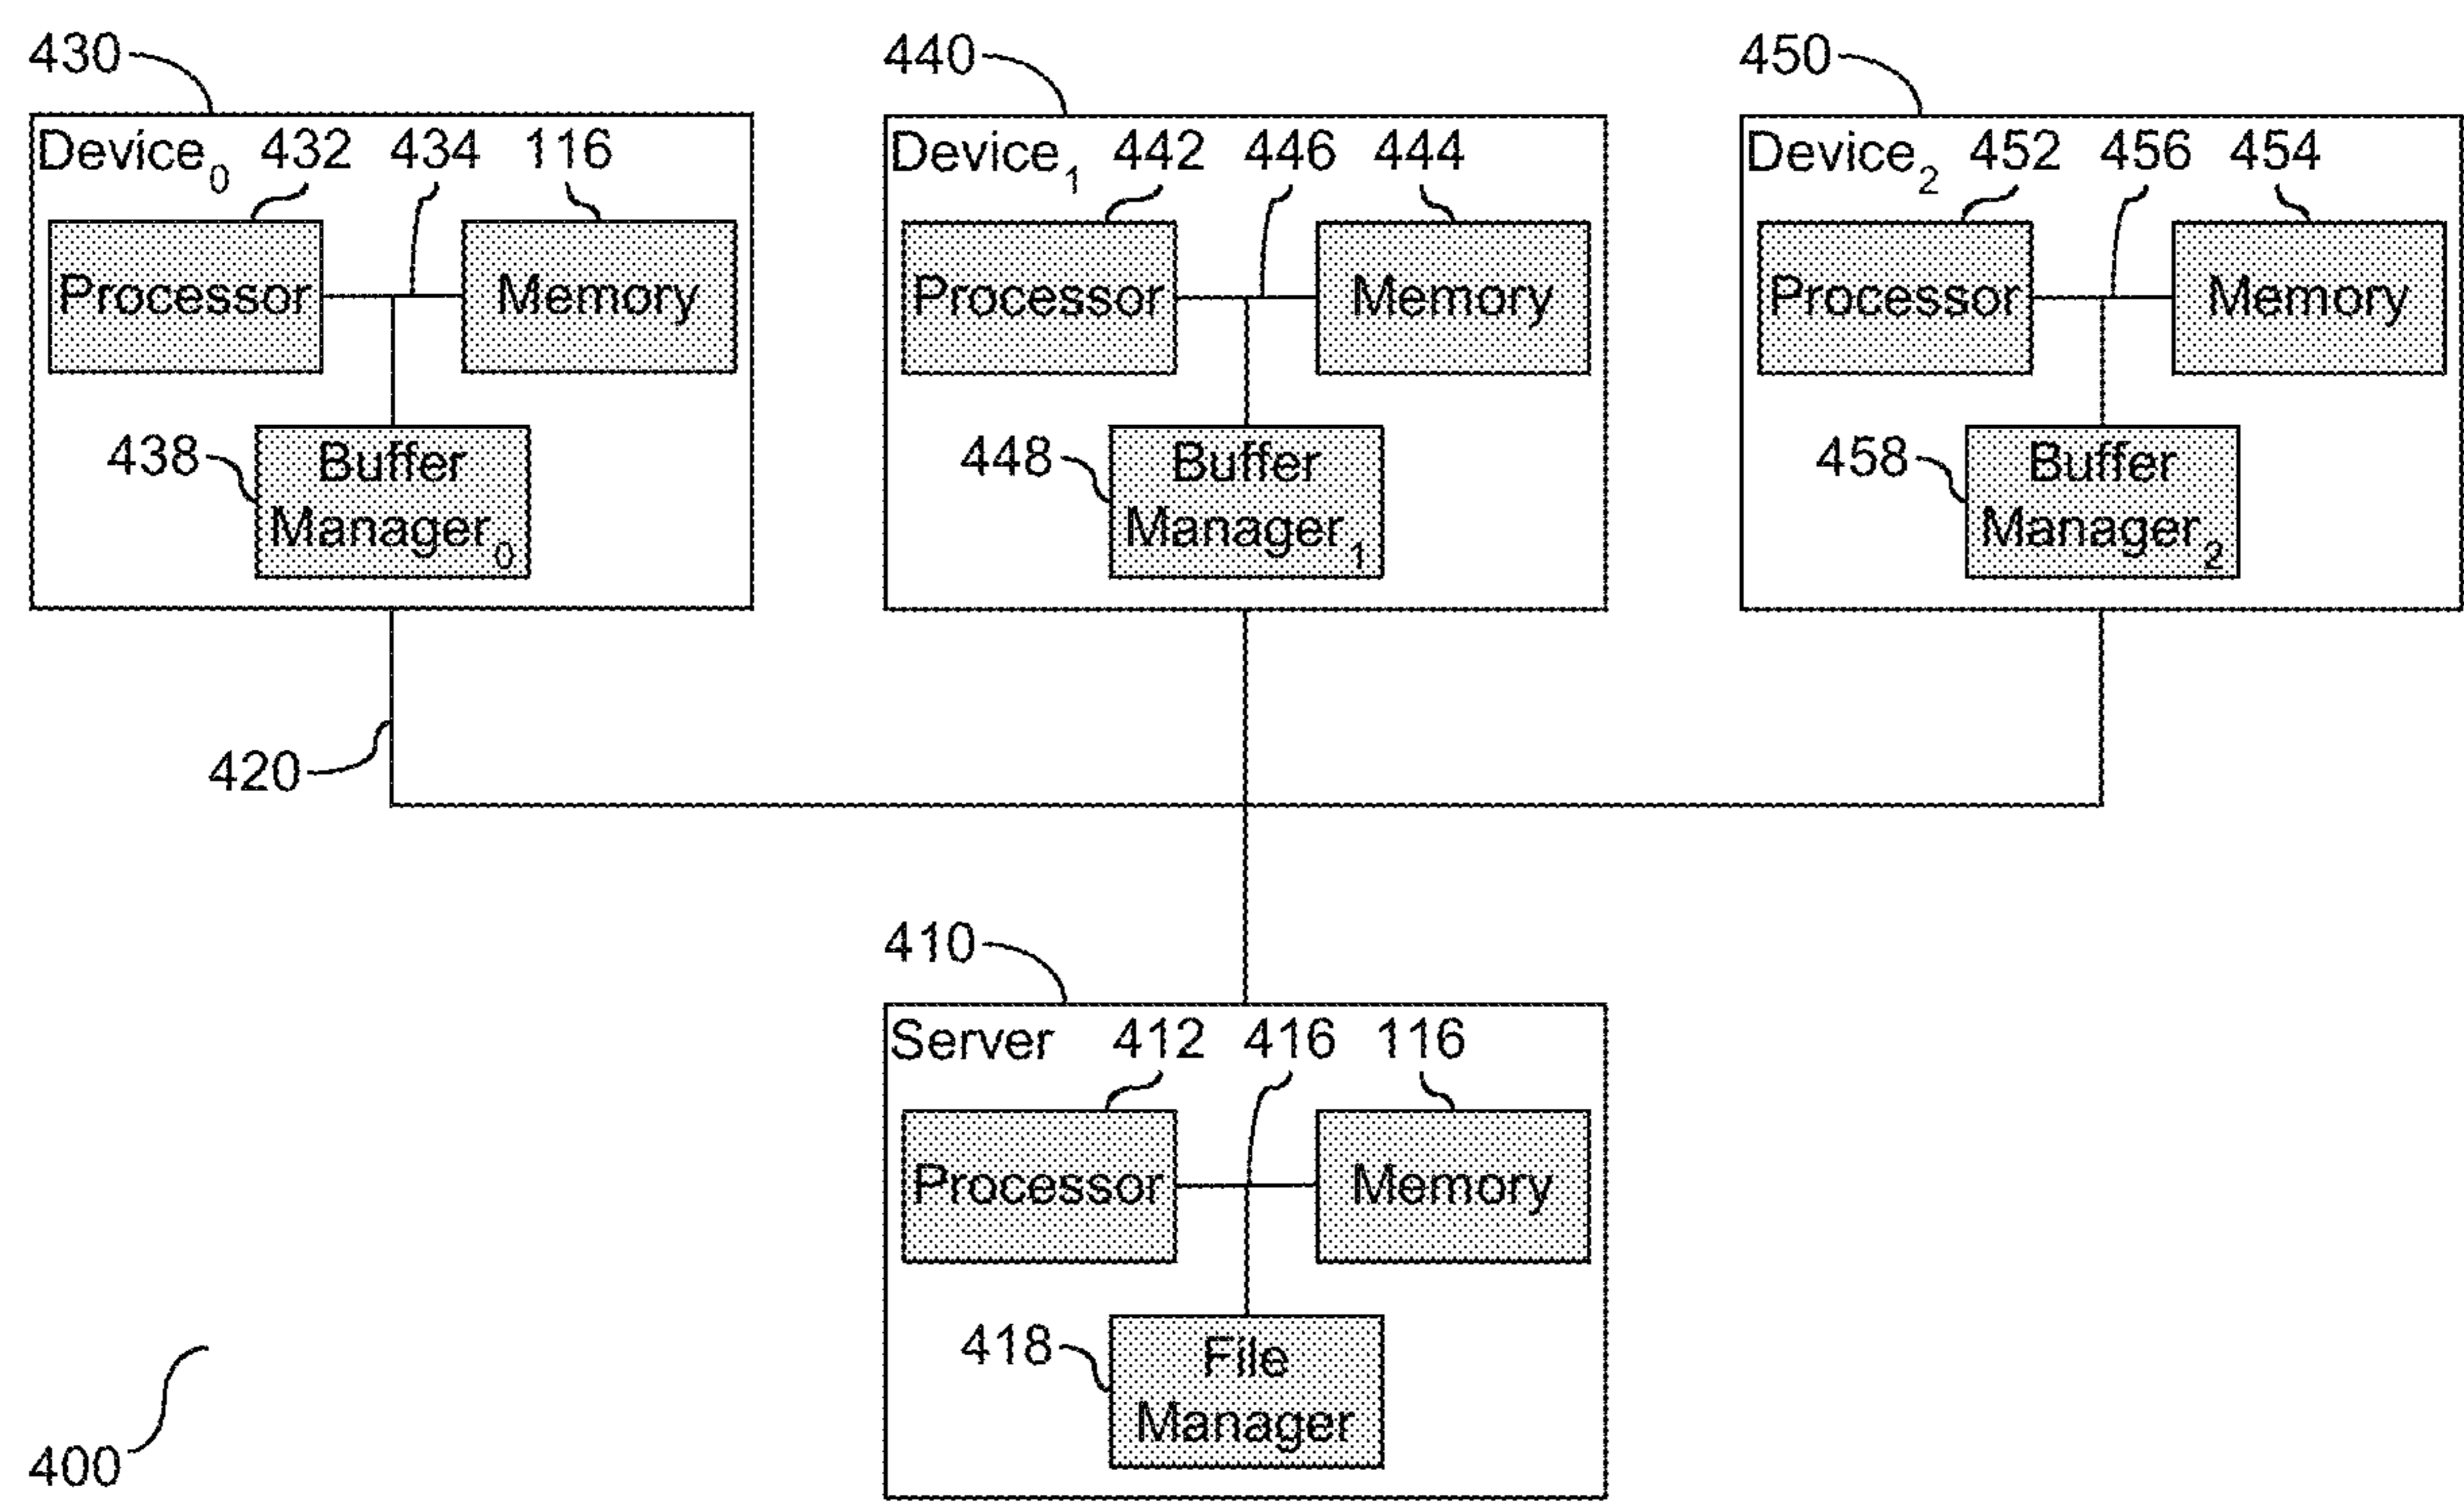 430 440 450
Device0 432 434 116 Device1 442 446 444 Device2 452 456 454
Processor Memory Processor Memory Processor Memory
438 Buffer Manager0 448 Buffer Manager1 458 Buffer Manager2
420
410
Server 412 416 116
Processor Memory
418 File
Manager
400